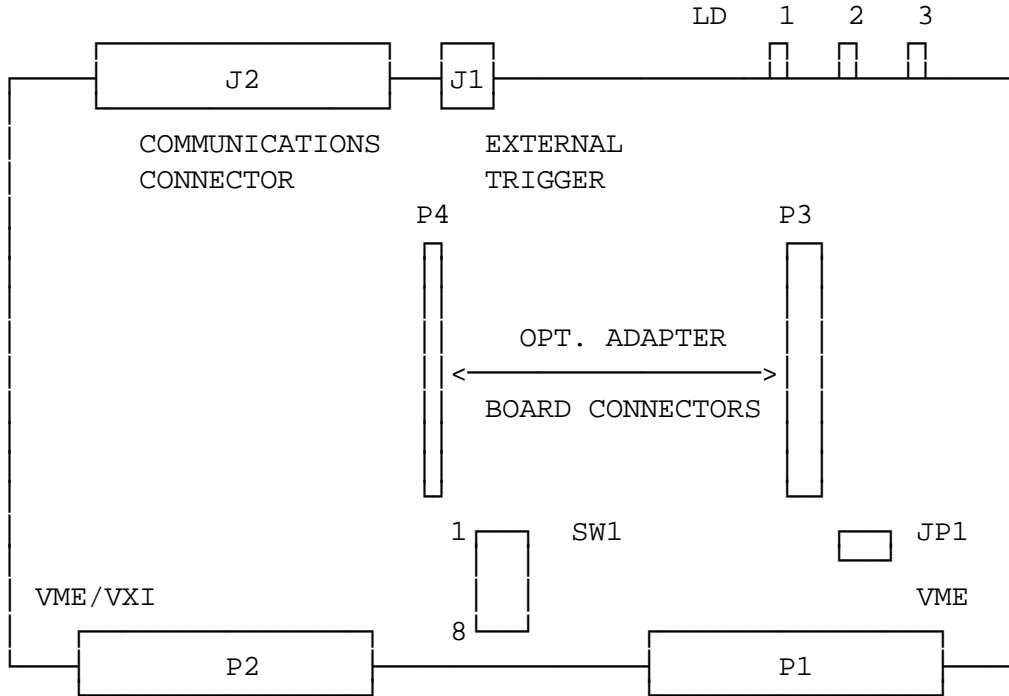 LD 1 2 3
J2 J1
COMMUNICATIONS EXTERNAL
CONNECTOR TRIGGER
P4 P3
OPT. ADAPTER
BOARD CONNECTORS
1 SW1 JP1
VME/VXI VME
8
P2 P1